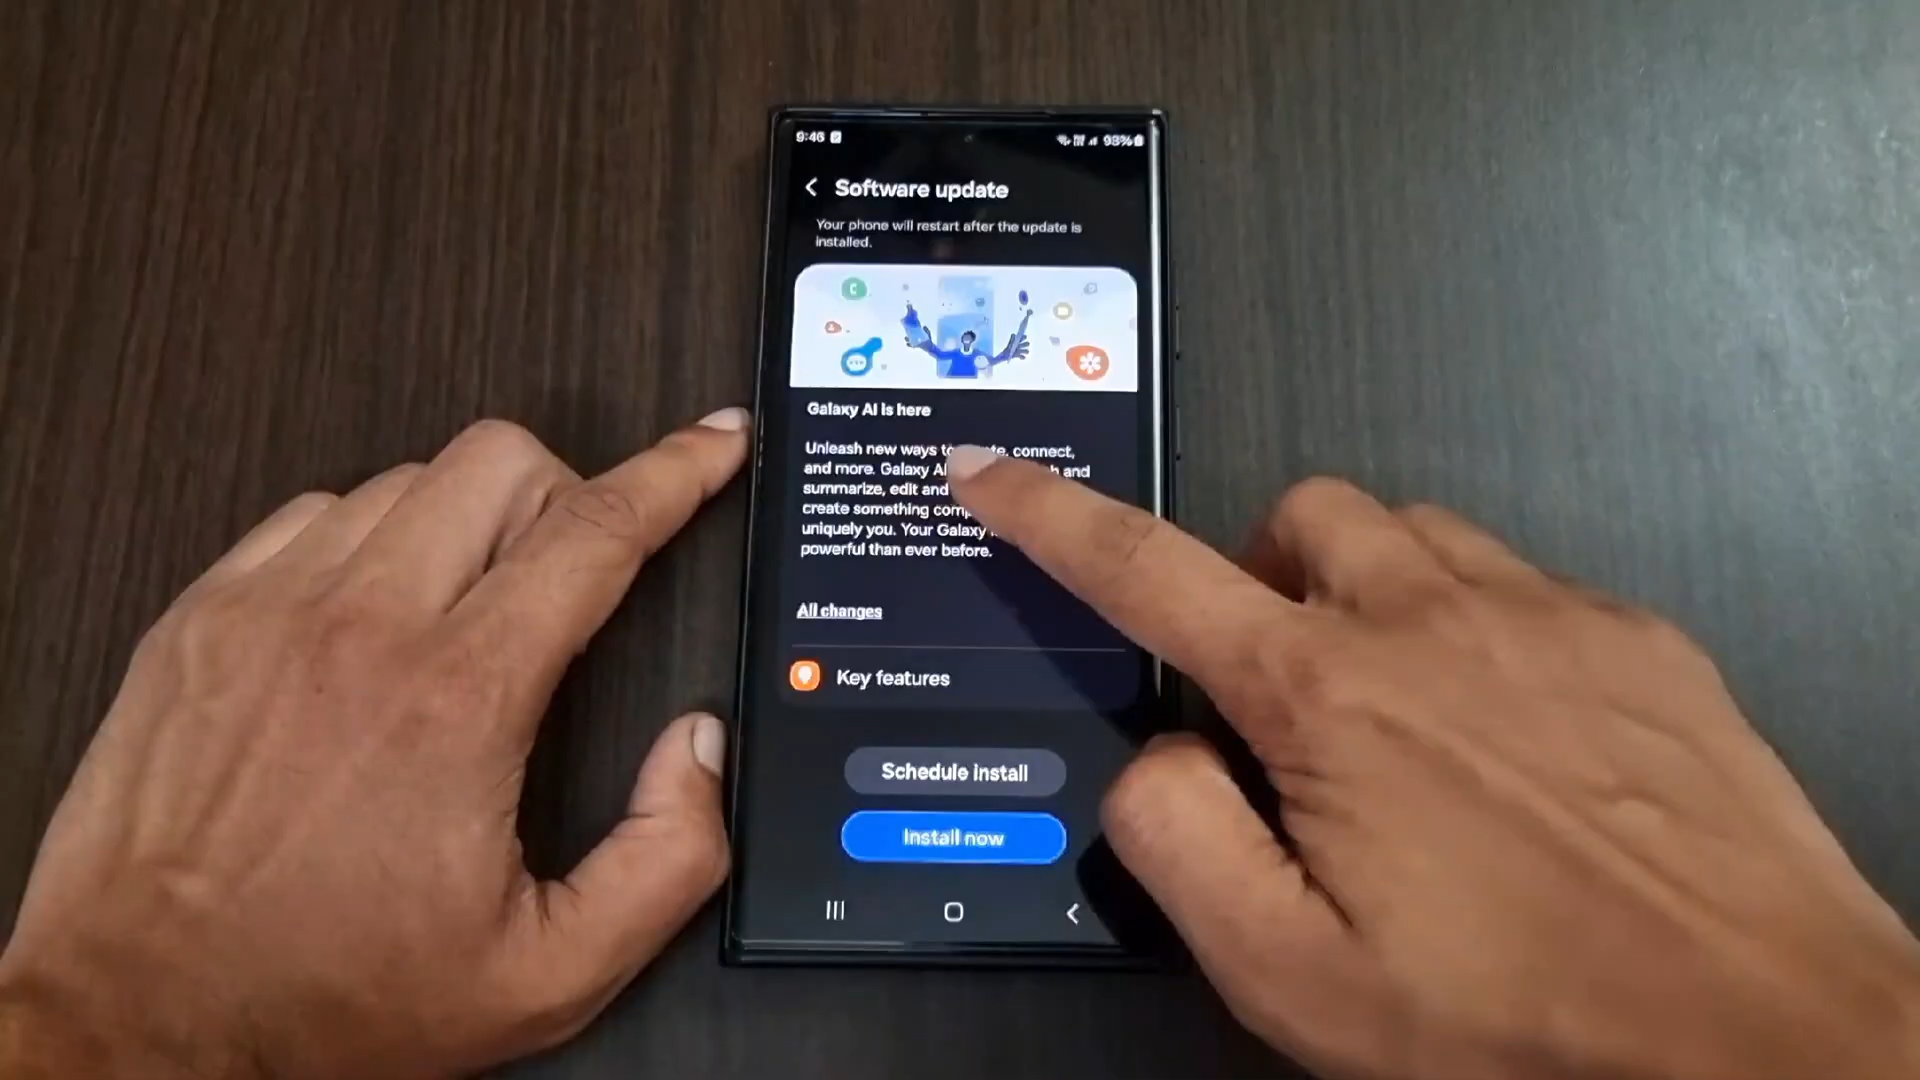 9:46
98%
Software update
Your phone will restart after the update is
installed.
Galaxy AI is here
Unleash new ways connect,
and more. Galaxy AI and
summarize, edit and
create something
uniquely you. Your Galaxy
powerful than ever before.
All changes
Key features
Schedule install
Install now